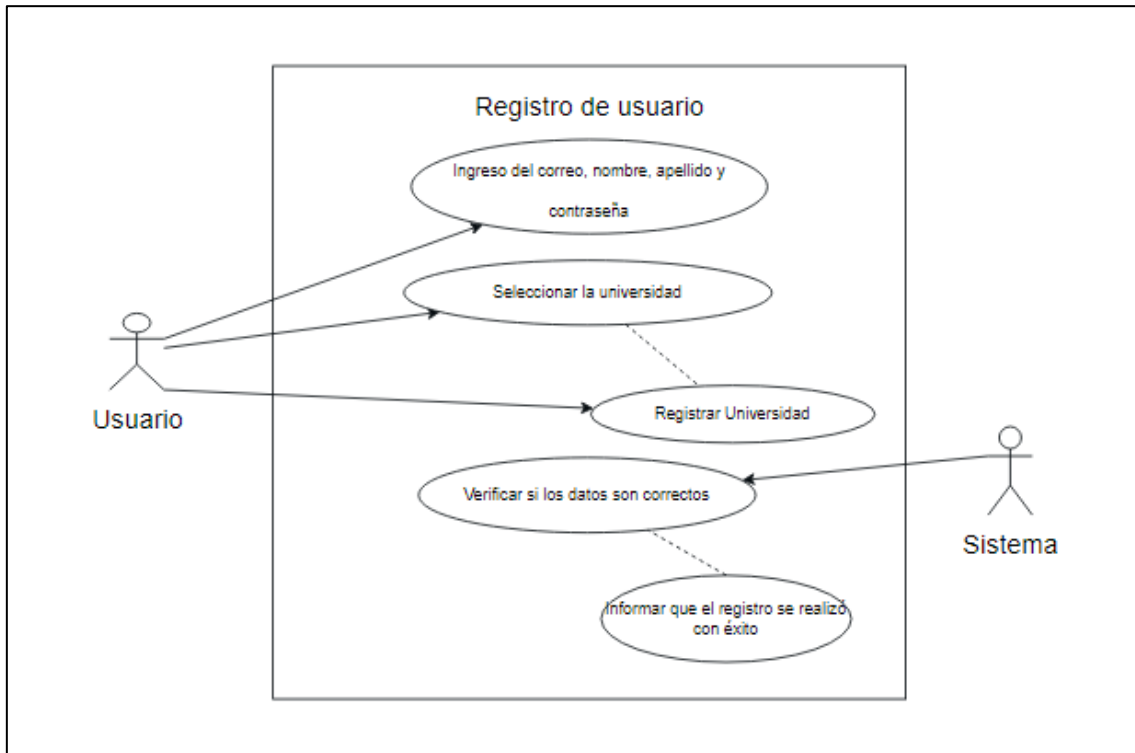 Registro de usuario
Ingreso del correo, nombre, apellido y
contraseña
Seleccionar la universidad
Registrar Universidad
Usuario
Verificar si los datos son correctos
Sistema
Informar que el registro se realizó
con éxito